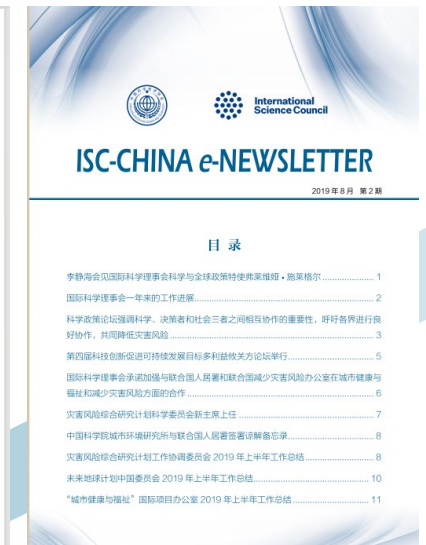 International
Science Council
ISC-CHINA e-NEWSLETTER
2019年8月 第2期
目 录
李静海会见国际科学理事会科学与全球政策特使弗莱维娅·施莱格尔 ........................ 1
国际科学理事会一年来的工作进展 ........................ 2
科学政策论坛强调科学、决策者和社会三者之间相互协作的重要性，呼吁各界进行良
好协作，共同降低灾害风险 ........................ 3
第四届科技创新促进可持续发展目标多利益攸关方论坛举行 ........................ 5
国际科学理事会承诺加强与联合国人居署和联合国减少灾害风险办公室在城市健康与
福祉和减少灾害风险方面的合作 ........................ 6
灾害风险综合研究计划科学委员会新主席上任 ........................ 7
中国科学院城市环境研究所与联合国人居署签署谅解备忘录 ........................ 8
灾害风险综合研究计划工作协调委员会 2019 年上半年工作总结 ........................ 8
未来地球计划中国委员会 2019 年上半年工作总结 ........................ 10
“城市健康与福祉”国际项目办公室 2019 年上半年工作总结 ........................ 11